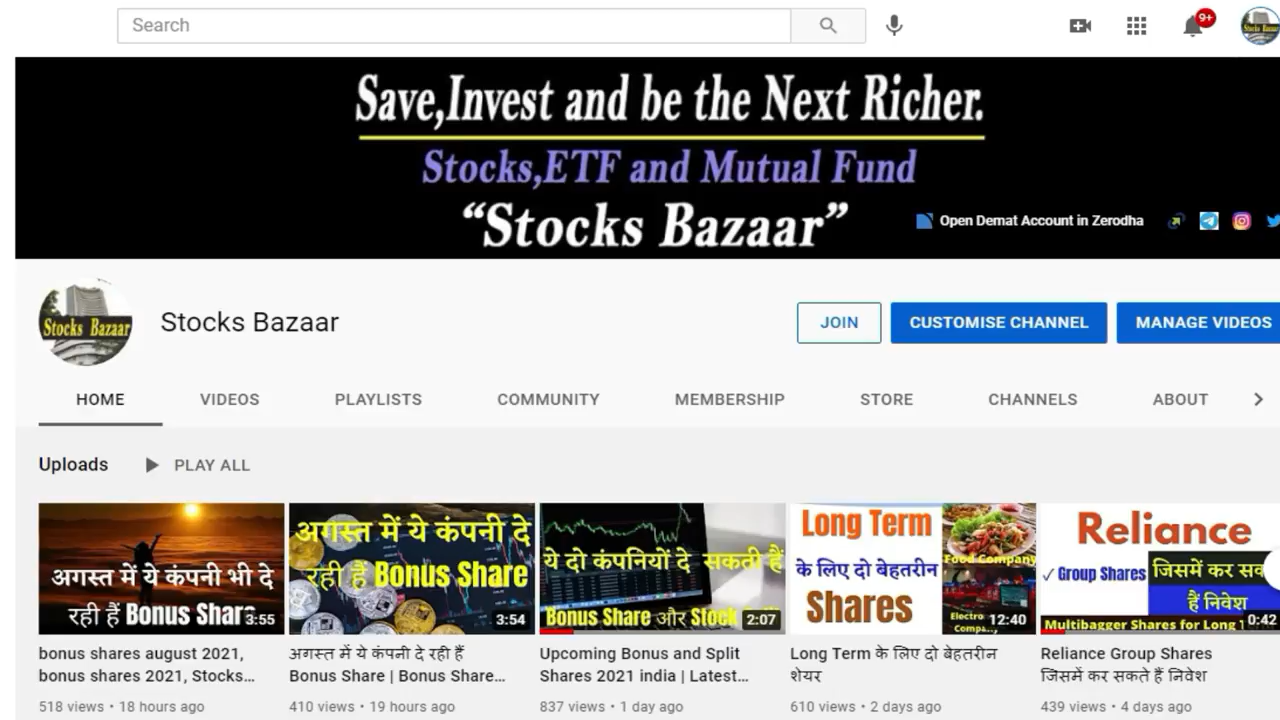 Search
9+
Save,Invest and be the Next Richer.
Stocks,ETF and Mutual Fund
“Stocks Bazaar”
Open Demat Account in Zerodha
Stocks Bazaar
Stocks Bazaar
JOIN
CUSTOMISE CHANNEL
MANAGE VIDEOS
HOME
VIDEOS
PLAYLISTS
COMMUNITY
MEMBERSHIP
STORE
CHANNELS
ABOUT
Uploads
PLAY ALL
अगस्त में ये कंपनी भी दे
रही हैं Bonus Shar
3:55
अगस्त में ये कंपनी दे
रही हैं Bonus Share
3:54
ये दो कंपनियों दे सकती हैं
Bonus Share और Stock
2:07
Long Term
के लिए दो बेहतरीन
Shares
Food Company
Electro
Comp
12:40
Reliance
✓ Group Shares
जिसमें कर सक
हैं निवेश
Multibagger Shares for Long
0:42
bonus shares august 2021,
bonus shares 2021, Stocks...
518 views • 18 hours ago
अगस्त में ये कंपनी दे रही हैं
Bonus Share | Bonus Share...
410 views • 19 hours ago
Upcoming Bonus and Split
Shares 2021 india | Latest...
837 views • 1 day ago
Long Term के लिए दो बेहतरीन
शेयर
610 views • 2 days ago
Reliance Group Shares
जिसमें कर सकते हैं निवेश
439 views • 4 days ago